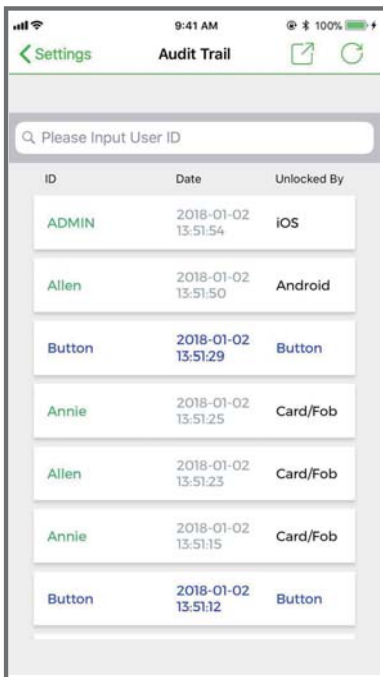 9:41 AM
100%
Settings
Audit Trail
Please Input User ID
ID Date Unlocked By
ADMIN 2018-01-02 iOS
13:51:54
Allen 2018-01-02 Android
13:51:50
Button 2018-01-02 Button
13:51:29
Annie 2018-01-02 Card/Fob
13:51:25
Allen 2018-01-02 Card/Fob
13:51:23
Annie 2018-01-02 Card/Fob
13:51:15
Button 2018-01-02 Button
13:51:12